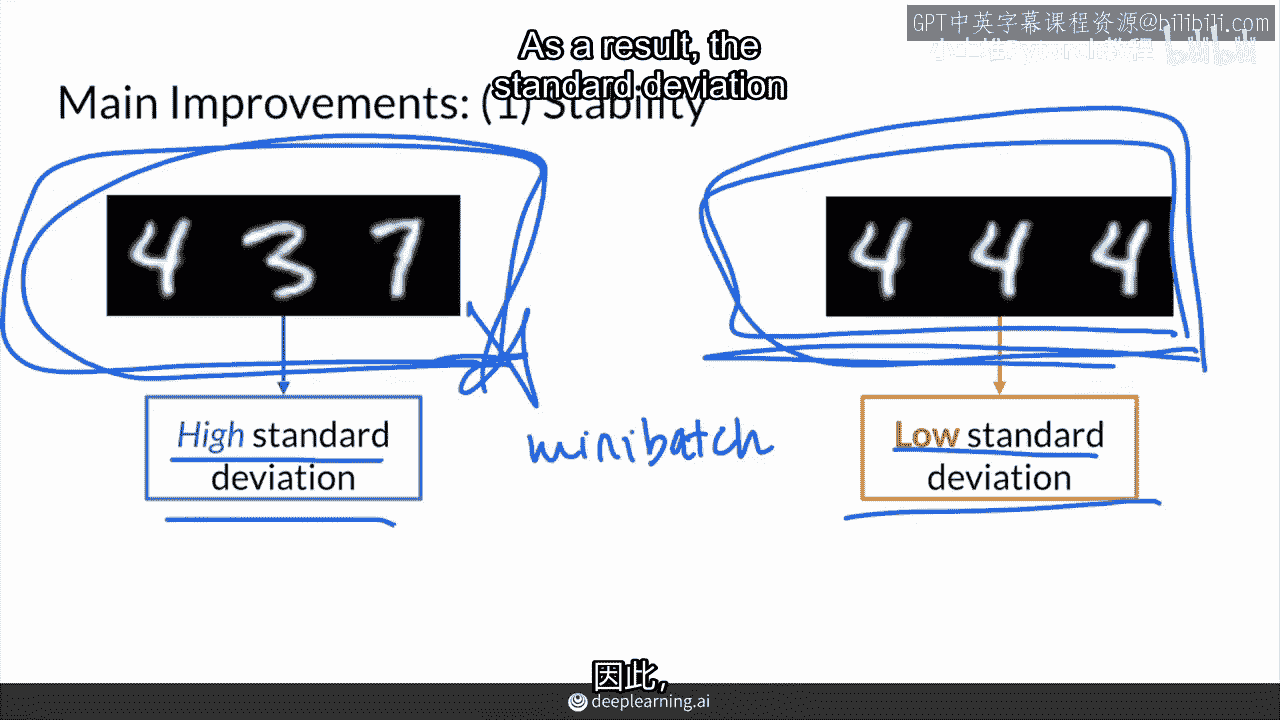 GPT中英字幕课程资源@bilibili.com
As a result, the
standard deviation
Main Improvements: (1) Stability
4 3 7
4 4 4
High standard
deviation
minibatch
Low standard
deviation
因此,
deeplearning.ai